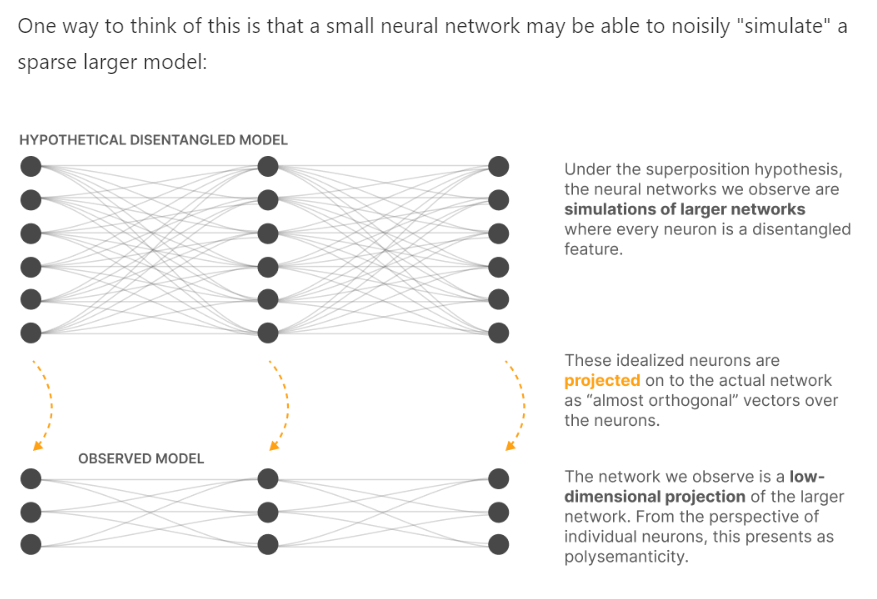 One way to think of this is that a small neural network may be able to noisily "simulate" a
sparse larger model:
HYPOTHETICAL DISENTANGLED MODEL
Under the superposition hypothesis,
the neural networks we observe are
simulations of larger networks
where every neuron is a disentangled
feature.
These idealized neurons are
projected on to the actual network
as “almost orthogonal” vectors over
the neurons.
OBSERVED MODEL
The network we observe is a low-
dimensional projection of the larger
network. From the perspective of
individual neurons, this presents as
polysemanticity.